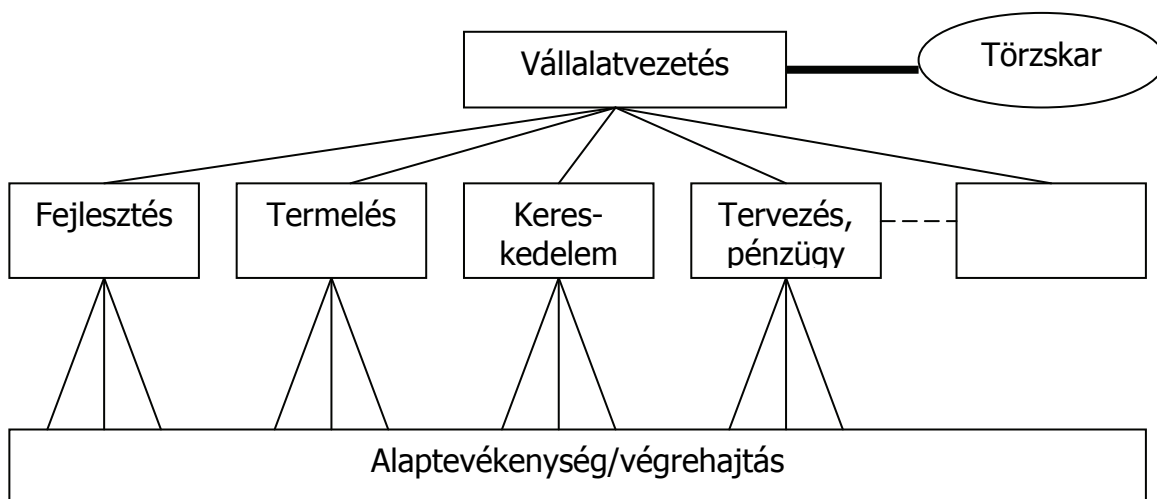 Vállalatvezetés
Törzskar
Fejlesztés
Termelés
Keres-
kedelem
Tervezés,
pénzügy
Alaptevékenység/végrehajtás